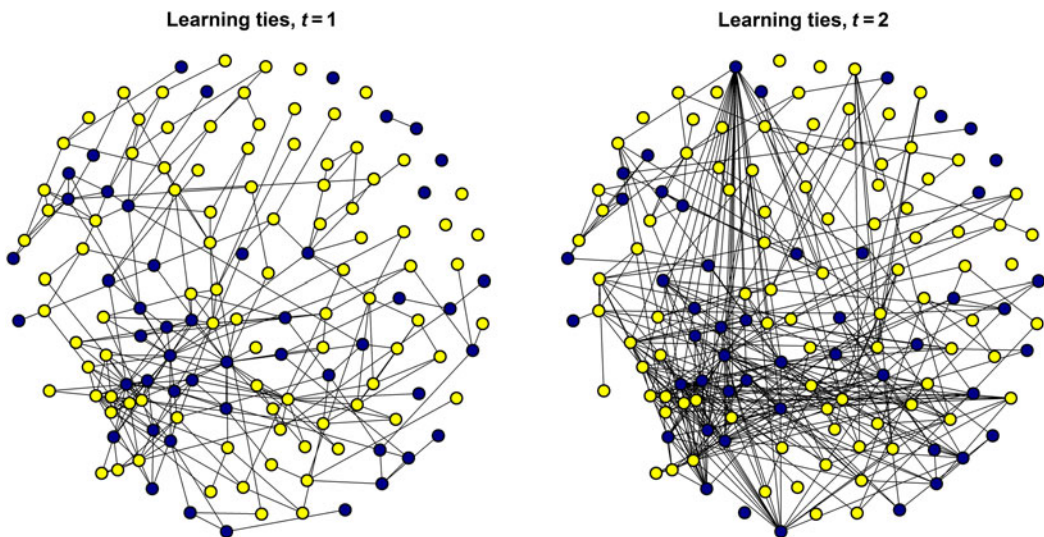 Learning ties, t = 1
Learning ties, t = 2